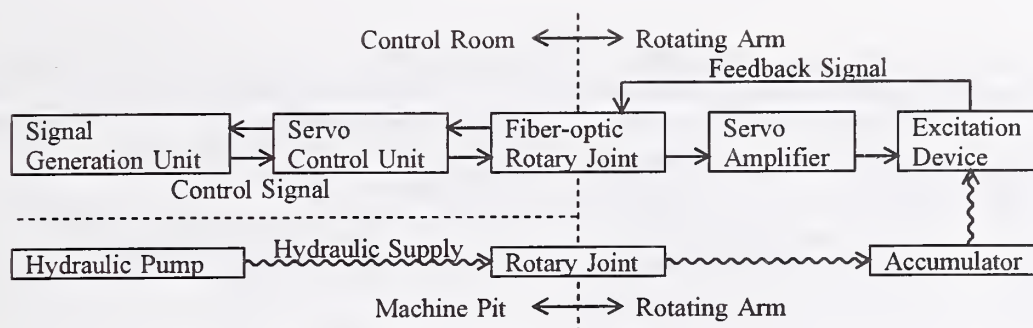 Control Room
Rotating Arm
Feedback Signal
Signal
Generation Unit
Servo
Control Unit
Fiber-optic
Rotary Joint
Servo
Amplifier
Excitation
Device
Control Signal
Hydraulic Pump
Hydraulic Supply
Rotary Joint
Accumulator
Machine Pit
Rotating Arm